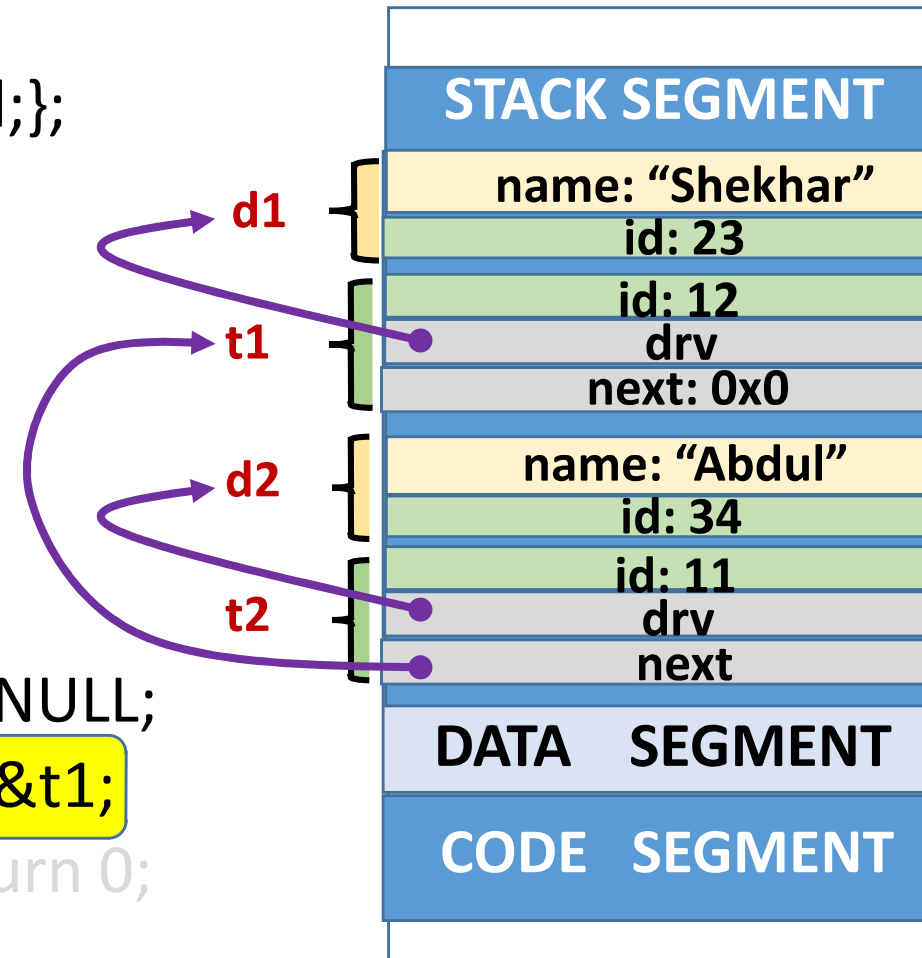 STACK SEGMENT
];};
name: “Shekhar”
d1
id: 23
id: 12
t1
drv
next: 0x0
name: “Abdul”
d2
id: 34
id: 11
t2
drv
next
NULL;
DATA SEGMENT
&t1;
CODE SEGMENT
urn 0;